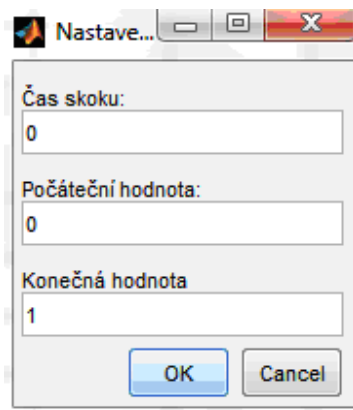 Nastave...
Čas skoku:
0
Počáteční hodnota:
0
Konečná hodnota
1
OK Cancel